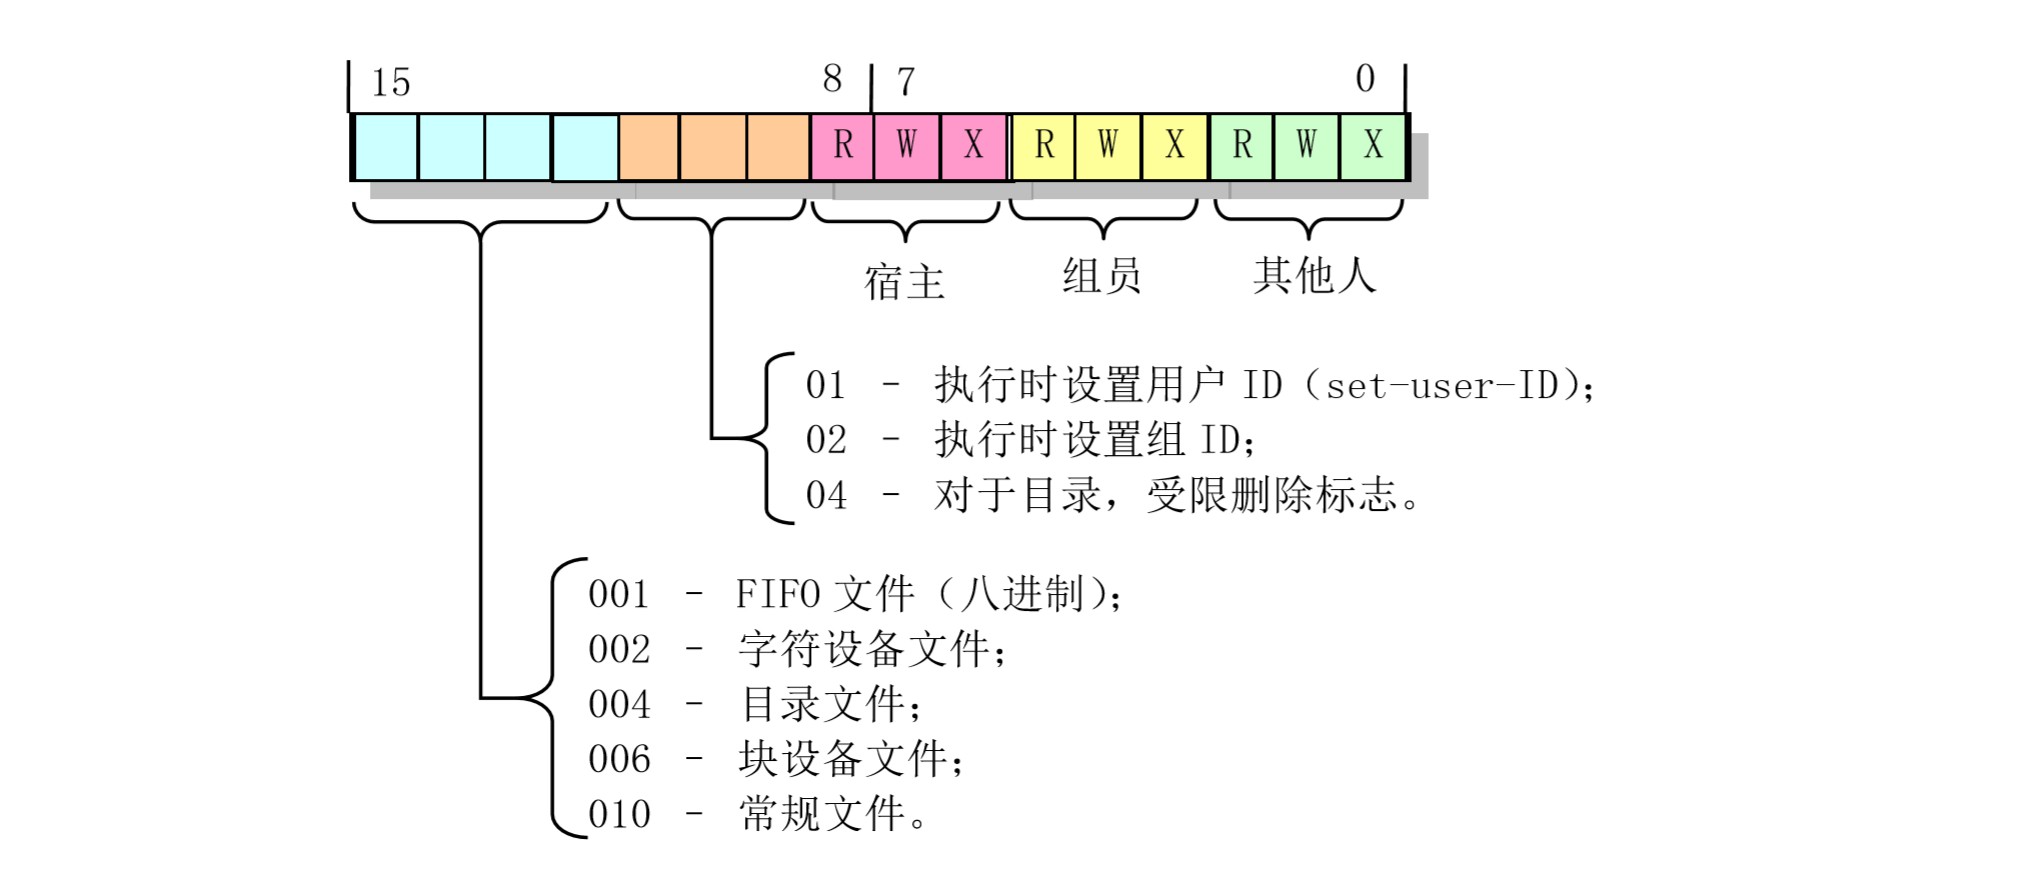 15 8 7 0
R W X R W X R W X
宿主 组员 其他人
01 - 执行时设置用户 ID（set-user-ID）；
02 - 执行时设置组 ID；
04 - 对于目录，受限删除标志。
001 - FIFO 文件（八进制）；
002 - 字符设备文件；
004 - 目录文件；
006 - 块设备文件；
010 - 常规文件。